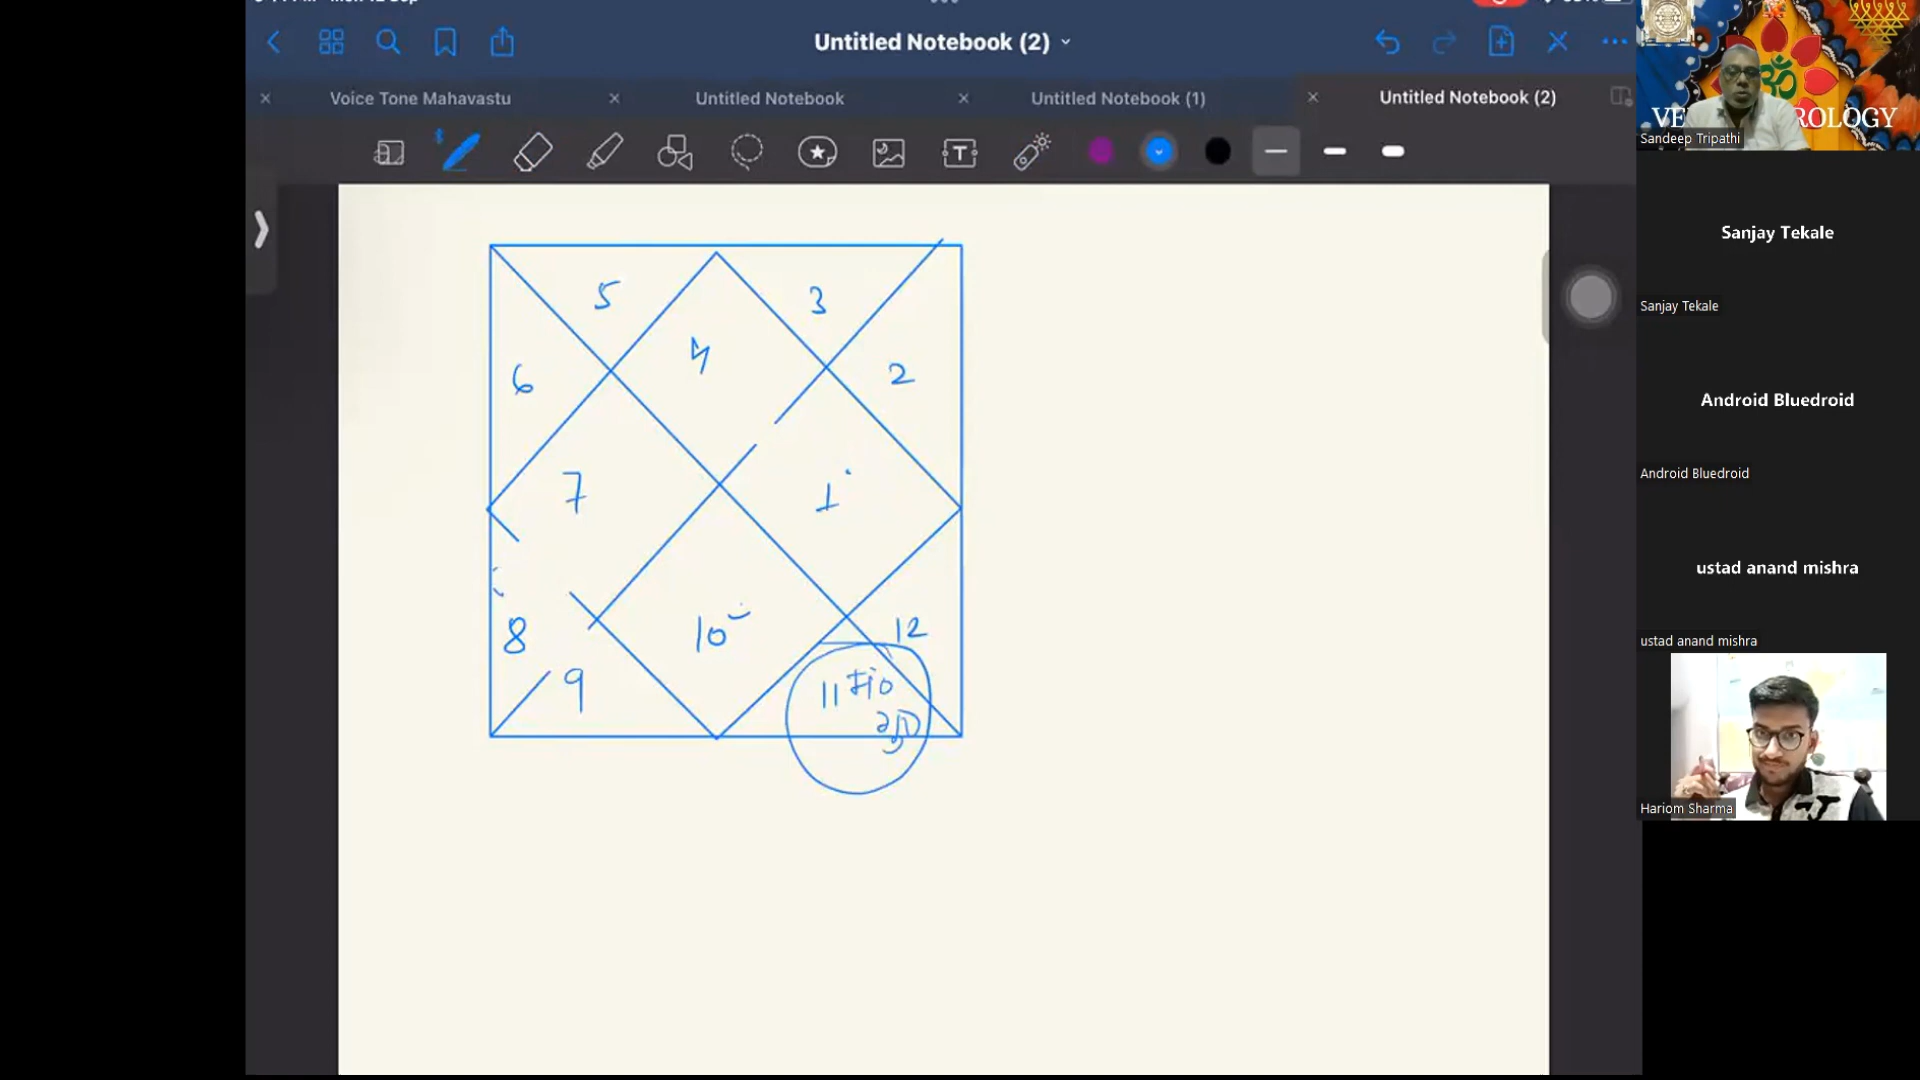 Untitled Notebook (2)
Voice Tone Mahavastu
Untitled Notebook
Untitled Notebook (1)
Untitled Notebook (2)
T
5
3
4
6
2
7
1
8
10
12
9
11
VE
ROLOGY
Sandeep Tripathi
Sanjay Tekale
Sanjay Tekale
Android Bluedroid
Android Bluedroid
ustad anand mishra
ustad anand mishra
Hariom Sharma